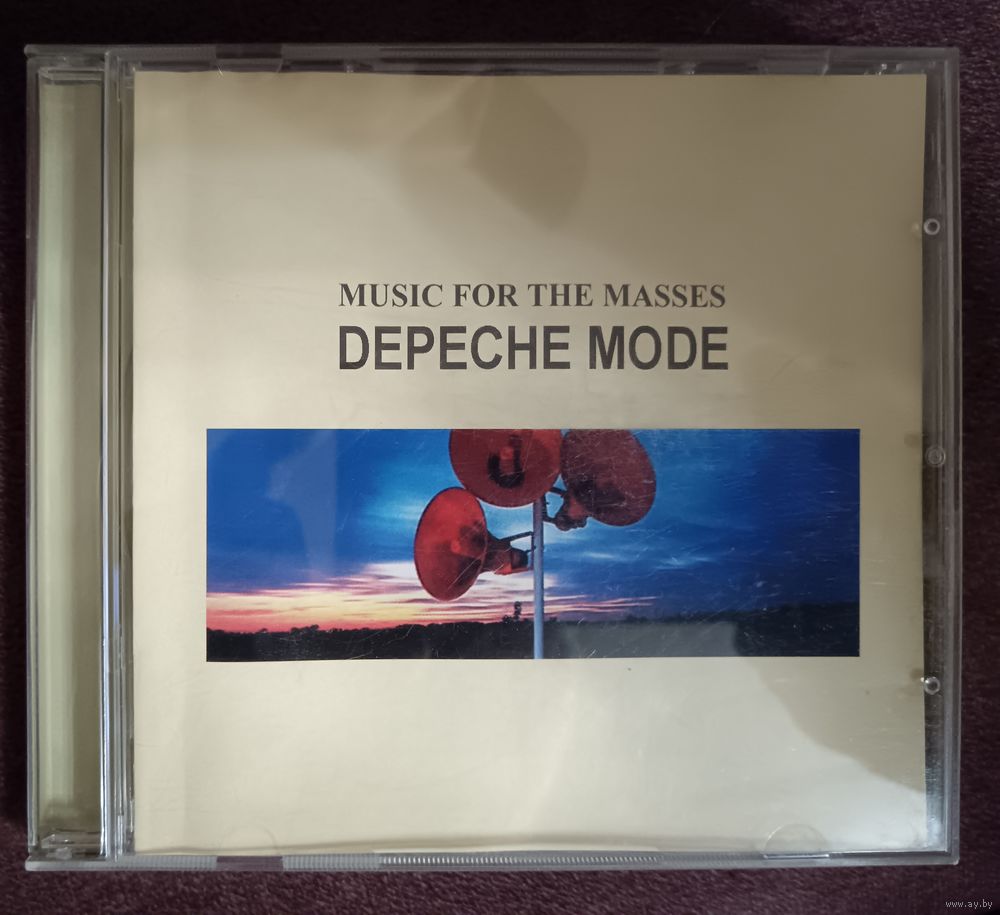 MUSIC FOR THE MASSES
DEPECHE MODE
www.ay.by